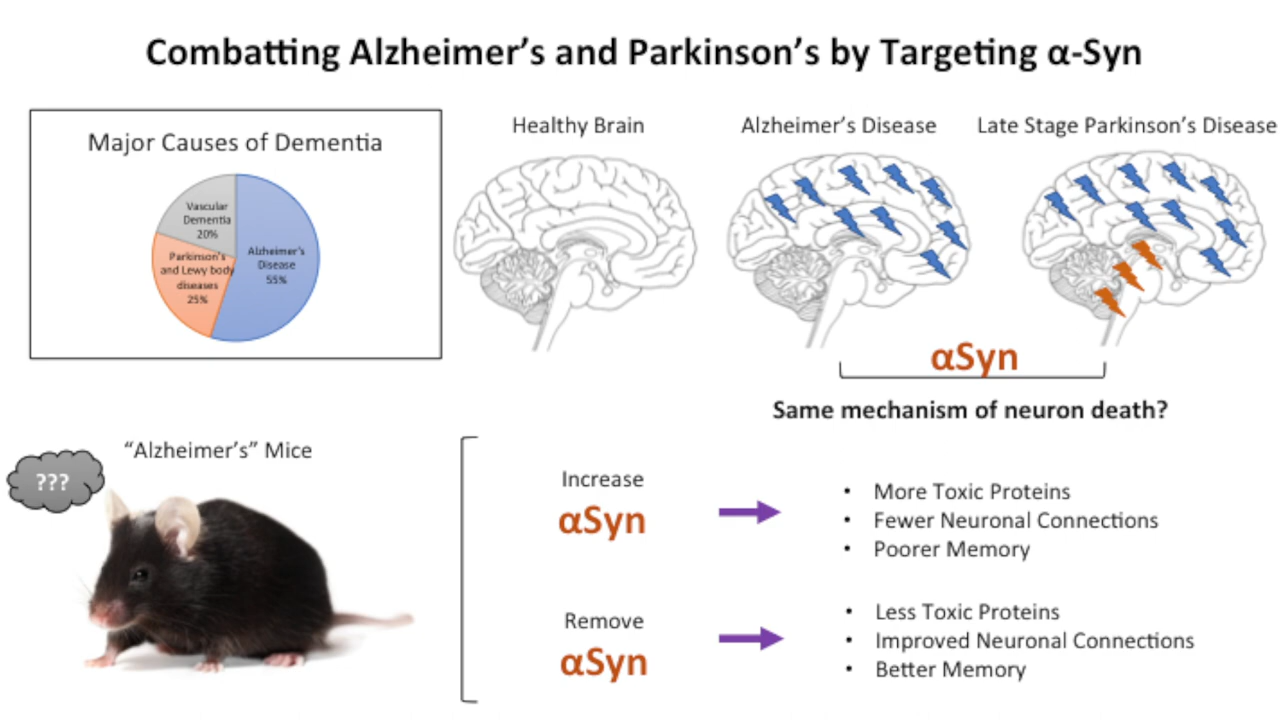 Combatting Alzheimer's and Parkinson's by Targeting α-Syn
Major Causes of Dementia
Vascular
Dementia
20%
Alzheimer's
Disease
55%
Parkinson's
and Lewy body
diseases
25%
Healthy Brain
Alzheimer's Disease
Late Stage Parkinson's Disease
αSyn
Same mechanism of neuron death?
"Alzheimer's" Mice
???
Increase
αSyn
• More Toxic Proteins
• Fewer Neuronal Connections
• Poorer Memory
Remove
αSyn
• Less Toxic Proteins
• Improved Neuronal Connections
• Better Memory